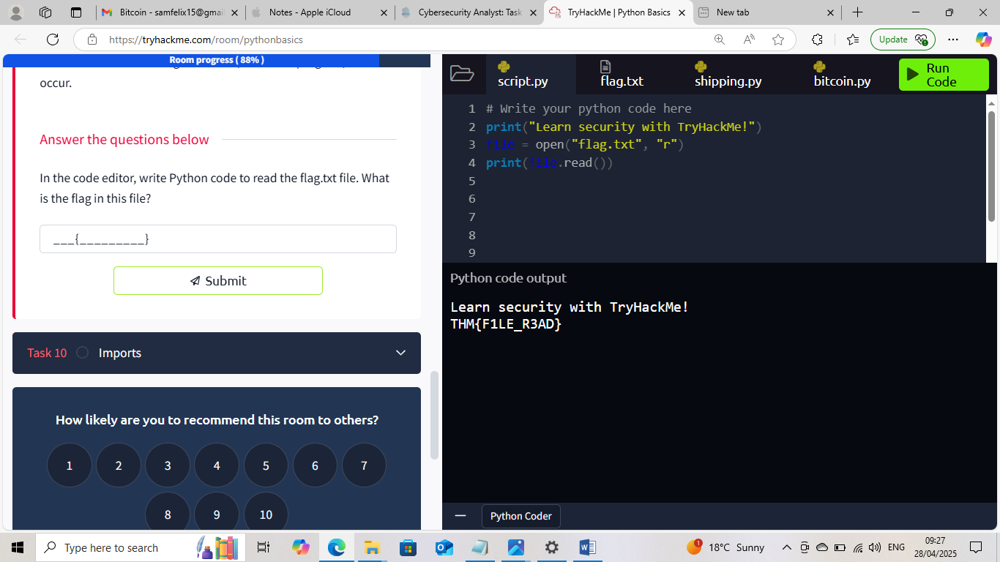 Bitcoin - samfelix15@gmai
Notes - Apple iCloud
Cybersecurity Analyst: Task
TryHackMe | Python Basics
New tab
https://tryhackme.com/room/pythonbasics
Update
Room progress ( 88% )
occur.
Answer the questions below
In the code editor, write Python code to read the flag.txt file. What
is the flag in this file?
___{_________}
Submit
Task 10
Imports
How likely are you to recommend this room to others?
1 2 3 4 5 6 7
8 9 10
script.py
flag.txt
shipping.py
bitcoin.py
Run
Code
1 # Write your python code here
2 print("Learn security with TryHackMe!")
3 file = open("flag.txt", "r")
4 print(file.read())
5
6
7
8
9
Python code output
Learn security with TryHackMe!
THM{F1LE_R3AD}
Python Coder
Type here to search
1
18°C Sunny
ENG
09:27
28/04/2025